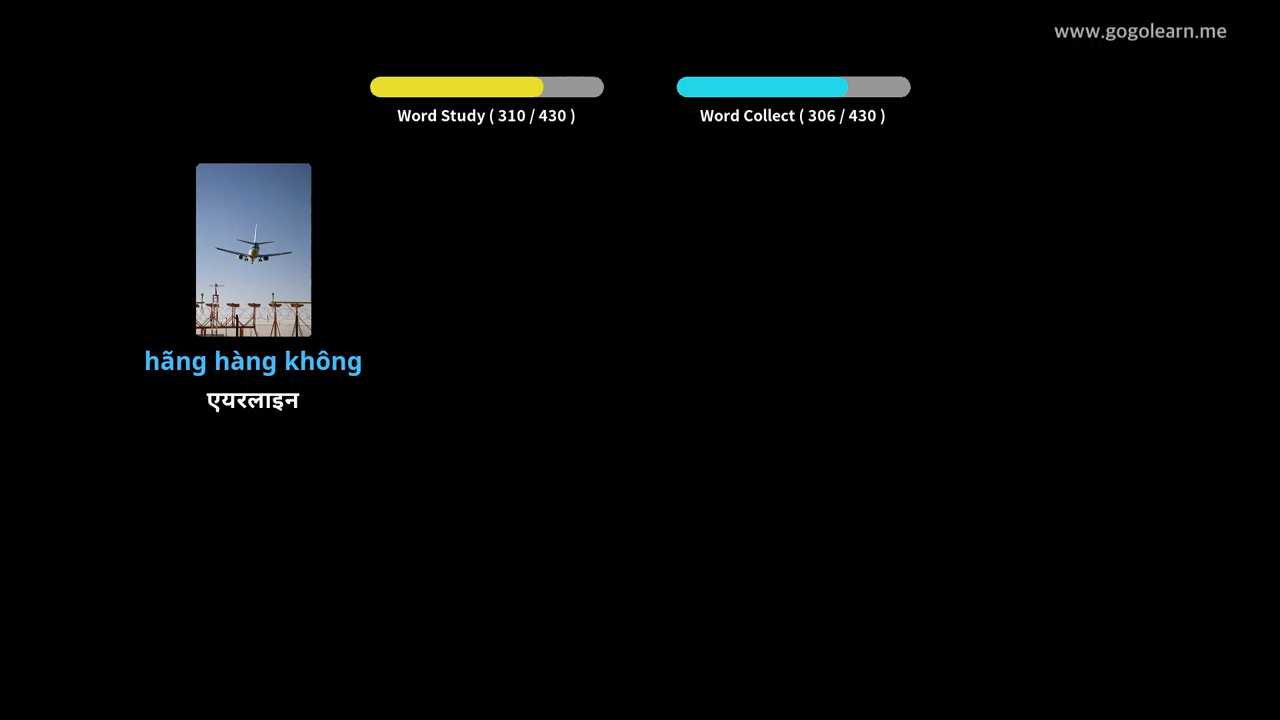 www.gogolearn.me
Word Study ( 310 / 430 )
Word Collect ( 306 / 430 )
hãng hàng không
एयरलाइन